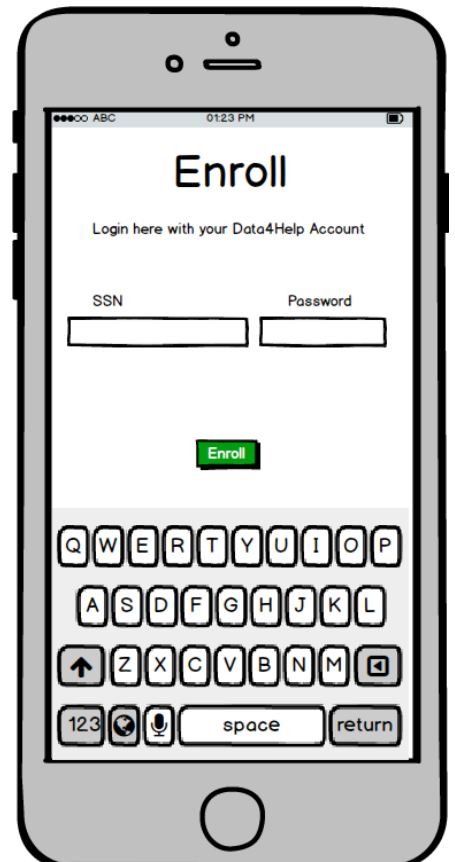 ABC 01:23 PM
Enroll
Login here with your Data4Help Account
SSN Password
Enroll
Q W E R T Y U I O P
A S D F G H J K L
Z X C V B N M
123 space return